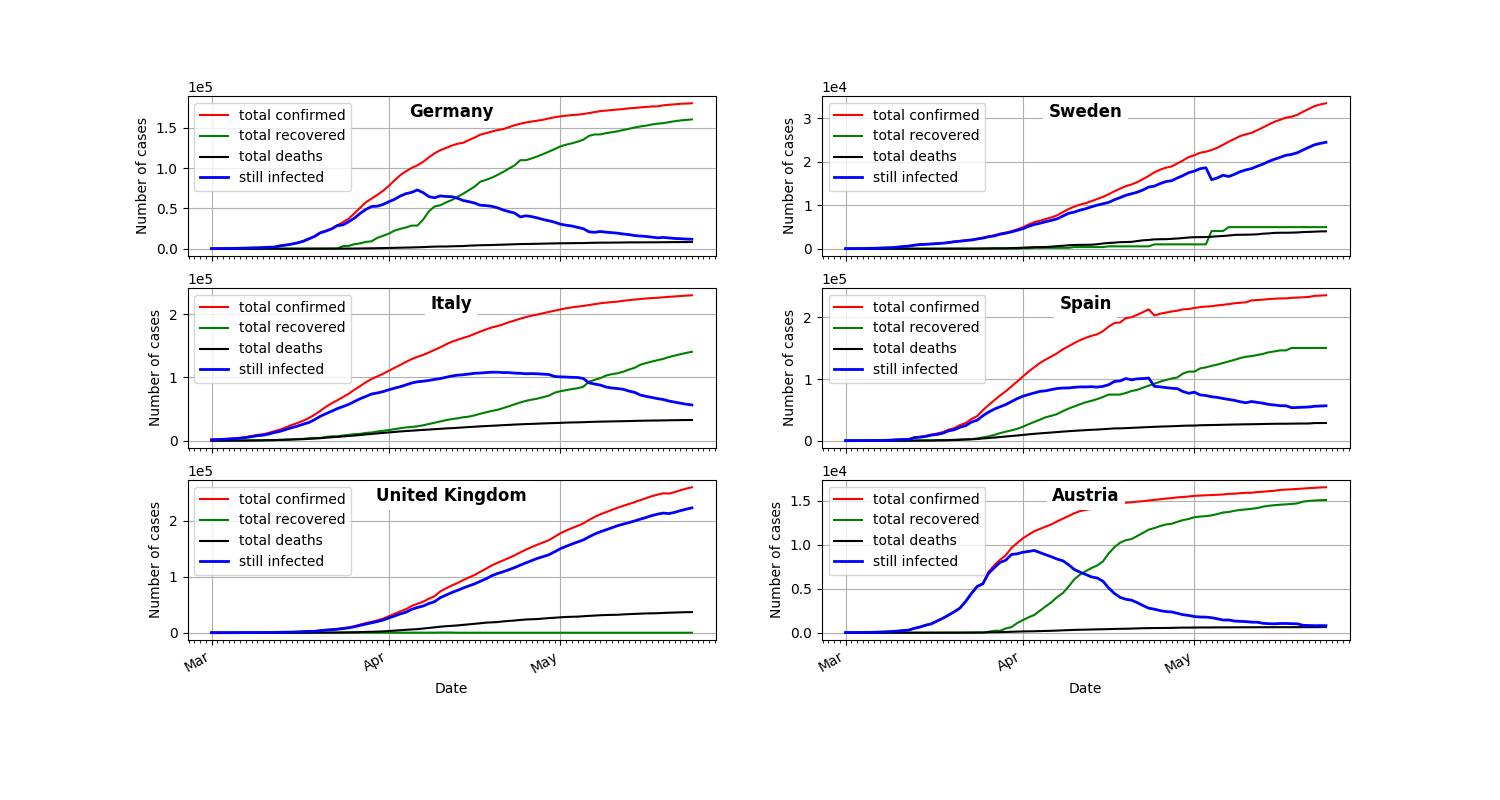 1e5
Germany
total confirmed
total recovered
total deaths
still infected
Number of cases
1.5
1.0
0.5
0.0
1e4
Sweden
total confirmed
total recovered
total deaths
still infected
Number of cases
3
2
1
0
1e5
Italy
total confirmed
total recovered
total deaths
still infected
Number of cases
2
1
0
1e5
Spain
total confirmed
total recovered
total deaths
still infected
Number of cases
2
1
0
1e5
United Kingdom
total confirmed
total recovered
total deaths
still infected
Number of cases
2
1
0
Mar
Apr
May
Date
1e4
Austria
total confirmed
total recovered
total deaths
still infected
Number of cases
1.5
1.0
0.5
0.0
Mar
Apr
May
Date